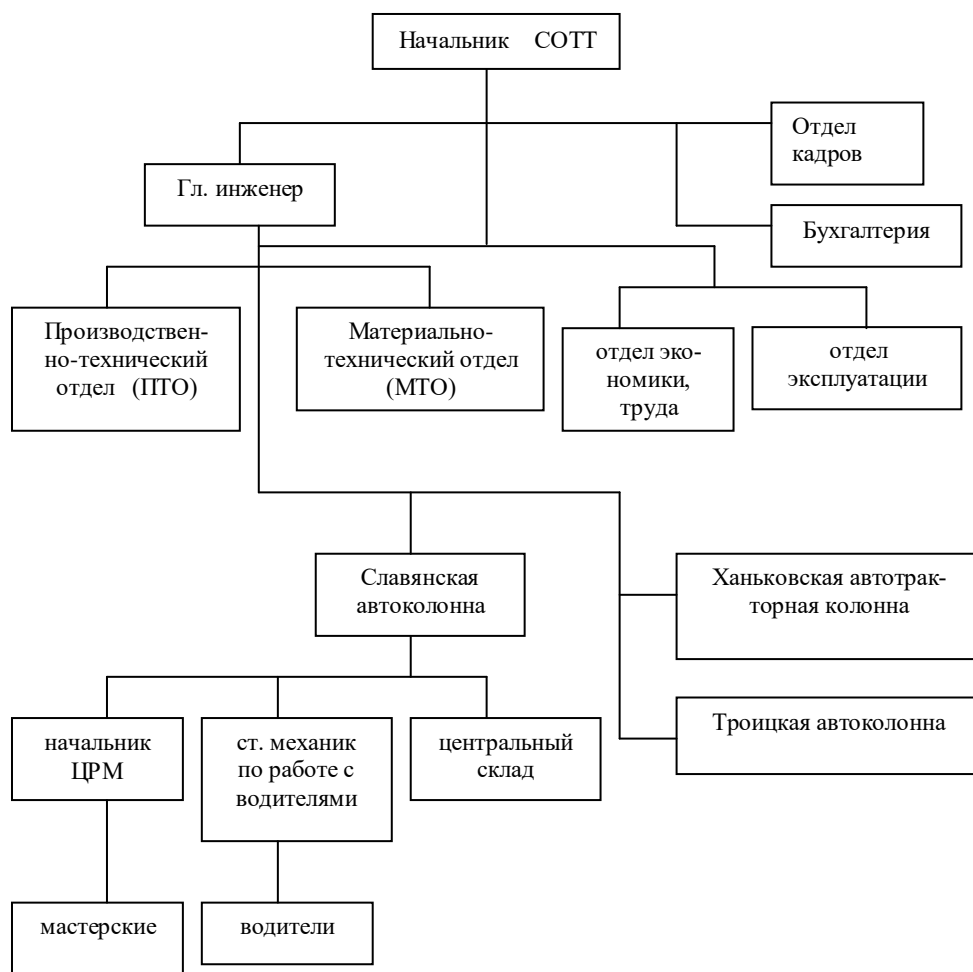 Начальник СОТТ
Отдел
кадров
Гл. инженер
Бухгалтерия
Производствен-
но-технический
отдел (ПТО)
Материально-
технический отдел
(МТО)
отдел эко-
номики,
труда
отдел
эксплуатации
Славянская
автоколонна
Ханьковская автотрак-
торная колонна
Троицкая автоколонна
начальник
ЦРМ
ст. механик
по работе с
водителями
центральный
склад
мастерские
водители